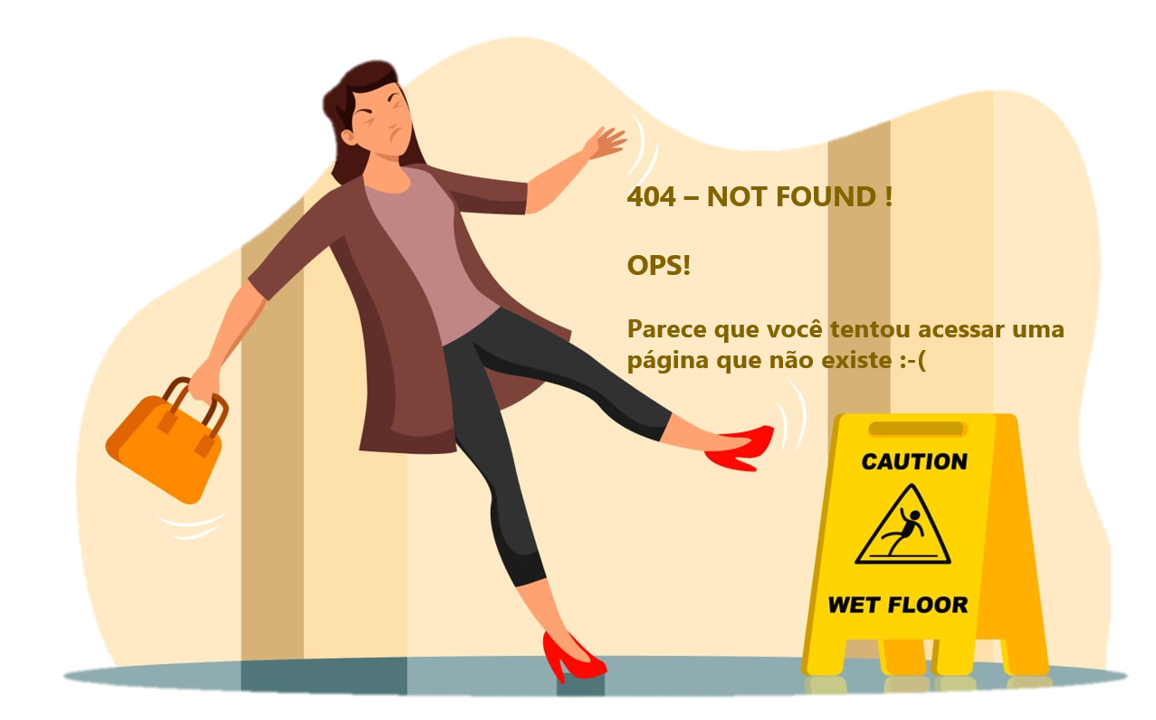 404 – NOT FOUND !
OPS!
Parece que você tentou acessar uma
página que não existe :-(
CAUTION
WET FLOOR